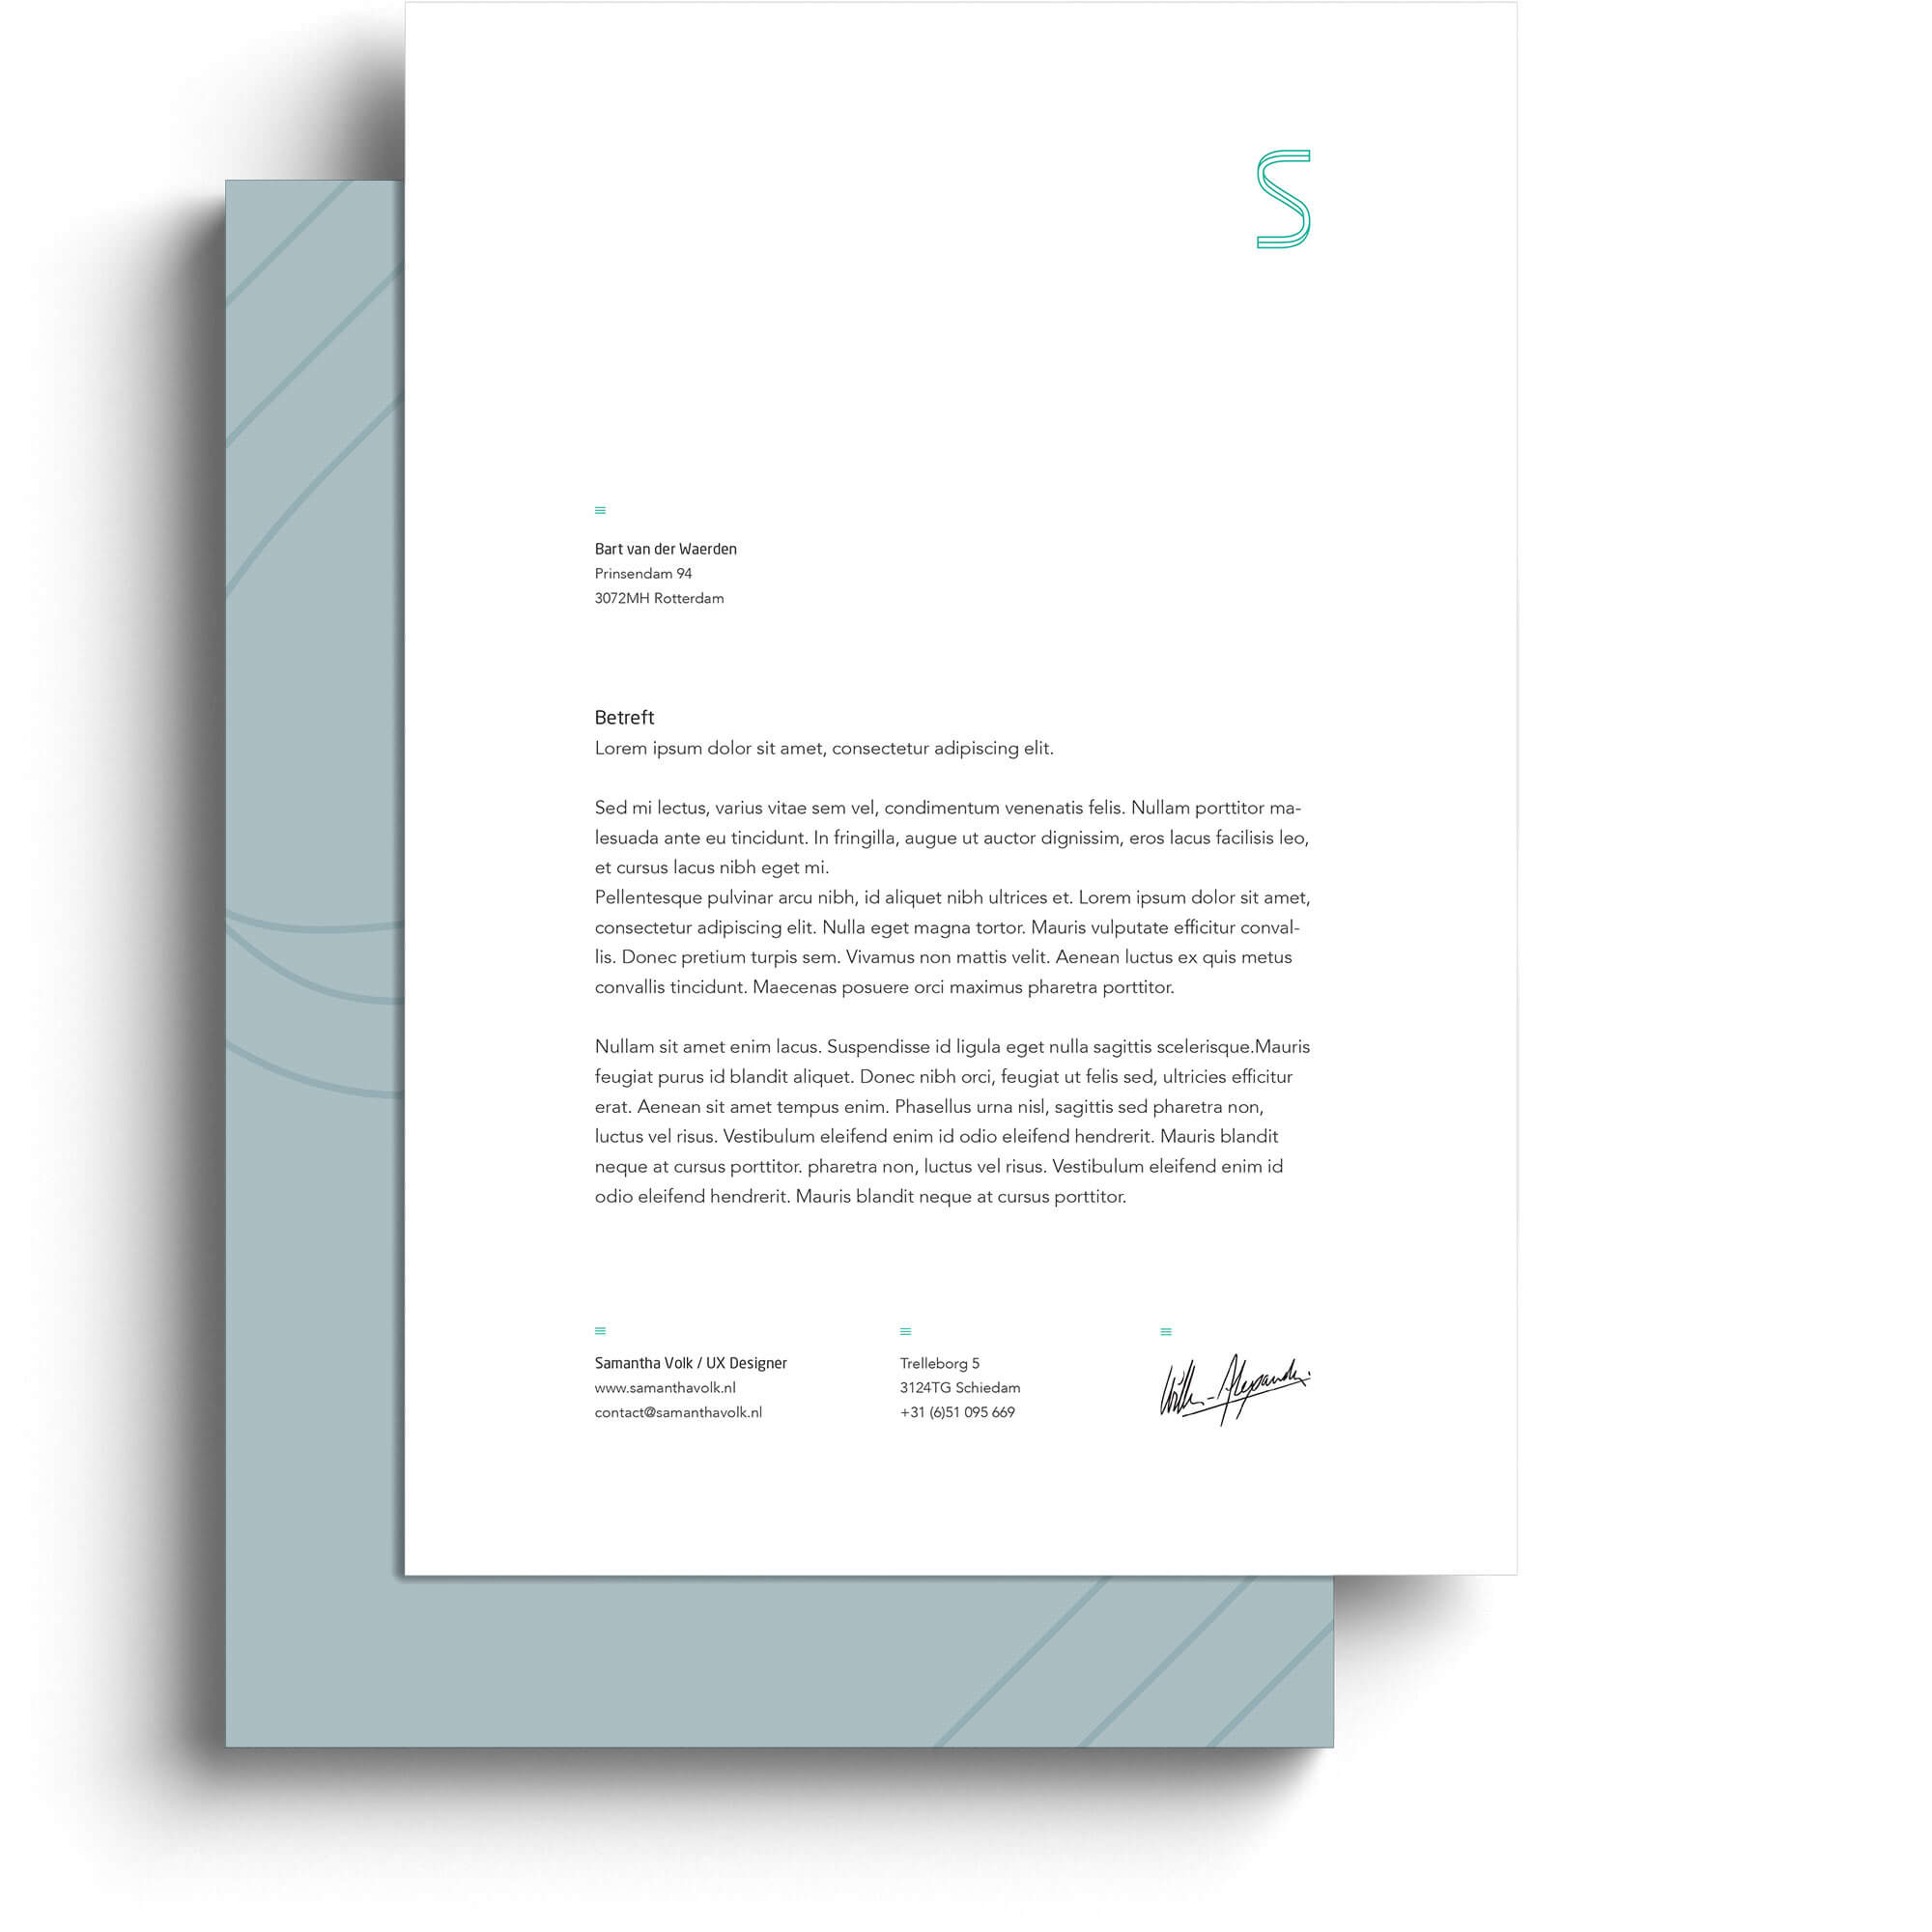 S
Bart van der Waerden
Prinsendam 94
3072MH Rotterdam
Betreft
Lorem ipsum dolor sit amet, consectetur adipiscing elit.
Sed mi lectus, varius vitae sem vel, condimentum venenatis felis. Nullam porttitor ma-
lesuada ante eu tincidunt. In fringilla, augue ut auctor dignissim, eros lacus facilisis leo,
et cursus lacus nibh eget mi.
Pellentesque pulvinar arcu nibh, id aliquet nibh ultrices et. Lorem ipsum dolor sit amet,
consectetur adipiscing elit. Nulla eget magna tortor. Mauris vulputate efficitur conval-
lis. Donec pretium turpis sem. Vivamus non mattis velit. Aenean luctus ex quis metus
convallis tincidunt. Maecenas posuere orci maximus pharetra porttitor.
Nullam sit amet enim lacus. Suspendisse id ligula eget nulla sagittis scelerisque.Mauris
feugiat purus id blandit aliquet. Donec nibh orci, feugiat ut felis sed, ultricies efficitur
erat. Aenean sit amet tempus enim. Phasellus urna nisl, sagittis sed pharetra non,
luctus vel risus. Vestibulum eleifend enim id odio eleifend hendrerit. Mauris blandit
neque at cursus porttitor. pharetra non, luctus vel risus. Vestibulum eleifend enim id
odio eleifend hendrerit. Mauris blandit neque at cursus porttitor.
Samantha Volk / UX Designer
www.samanthavolk.nl
contact@samanthavolk.nl
Trelleborg 5
3124TG Schiedam
+31 (6)51 095 669